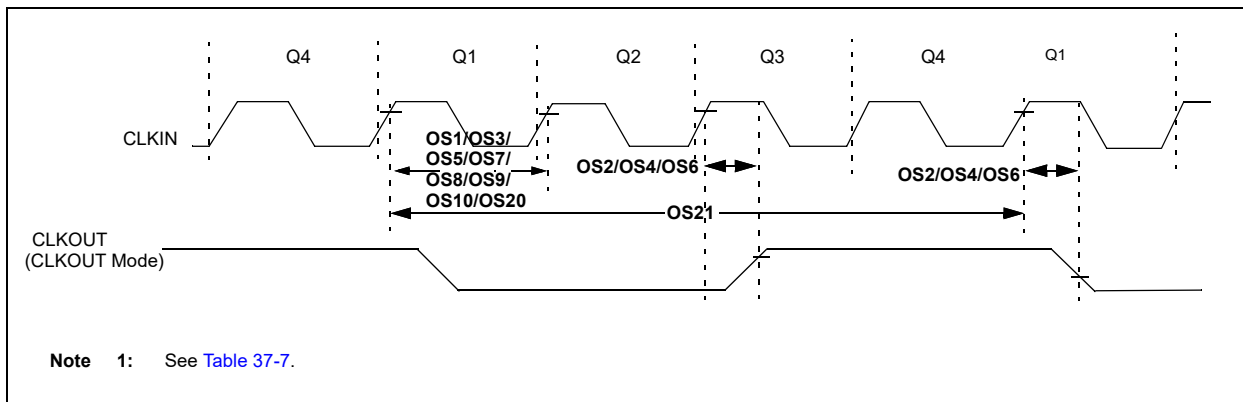 Q4 Q1 Q2 Q3 Q4 Q1
CLKIN
OS1/OS3/
OS5/OS7/
OS8/OS9/
OS10/OS20
OS2/OS4/OS6
OS2/OS4/OS6
OS21
CLKOUT
(CLKOUT Mode)
Note 1: See Table 37-7.